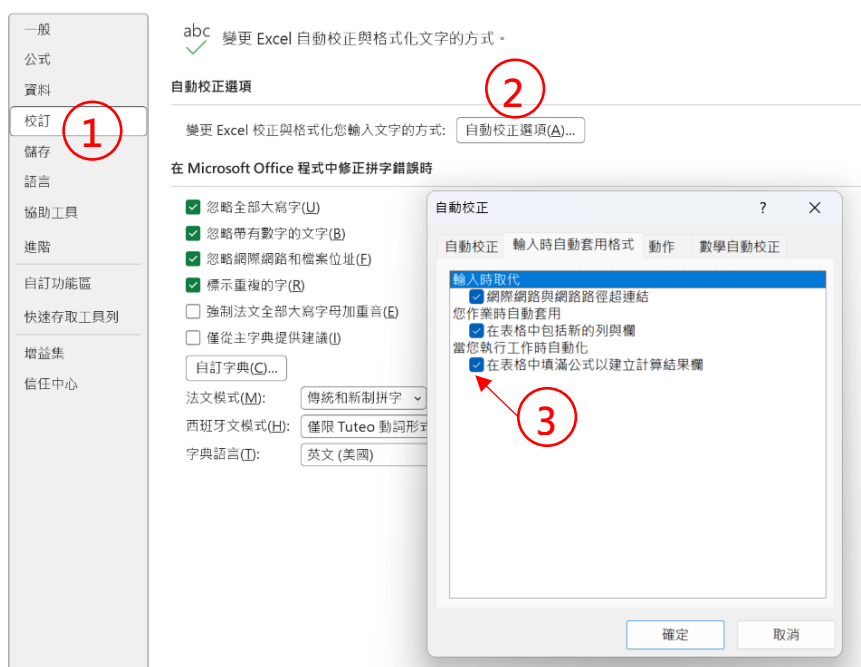 一般
公式
資料
校訂
1
儲存
語言
協助工具
進階
自訂功能區
快速存取工具列
增益集
信任中心
abc
變更 Excel 自動校正與格式化文字的方式。
自動校正選項
2
變更 Excel 校正與格式化您輸入文字的方式: 自動校正選項(A)...
在 Microsoft Office 程式中修正拼字錯誤時
忽略全部大寫字(U)
忽略帶有數字的文字(B)
忽略網際網路和檔案位址(F)
標示重複的字(R)
強制法文全部大寫字母加重音(E)
僅從主字典提供建議(I)
自訂字典(C)...
法文模式(M): 傳統和新制拼字
西班牙文模式(H): 僅限 Tuteo 動詞形
字典語言(T): 英文 (美國)
自動校正 ? ×
自動校正 輸入時自動套用格式 動作 數學自動校正
輸入時取代
網際網路與網路路徑超連結
您作業時自動套用
在表格中包括新的列與欄
當您執行工作時自動化
在表格中填滿公式以建立計算結果欄
3
確定 取消